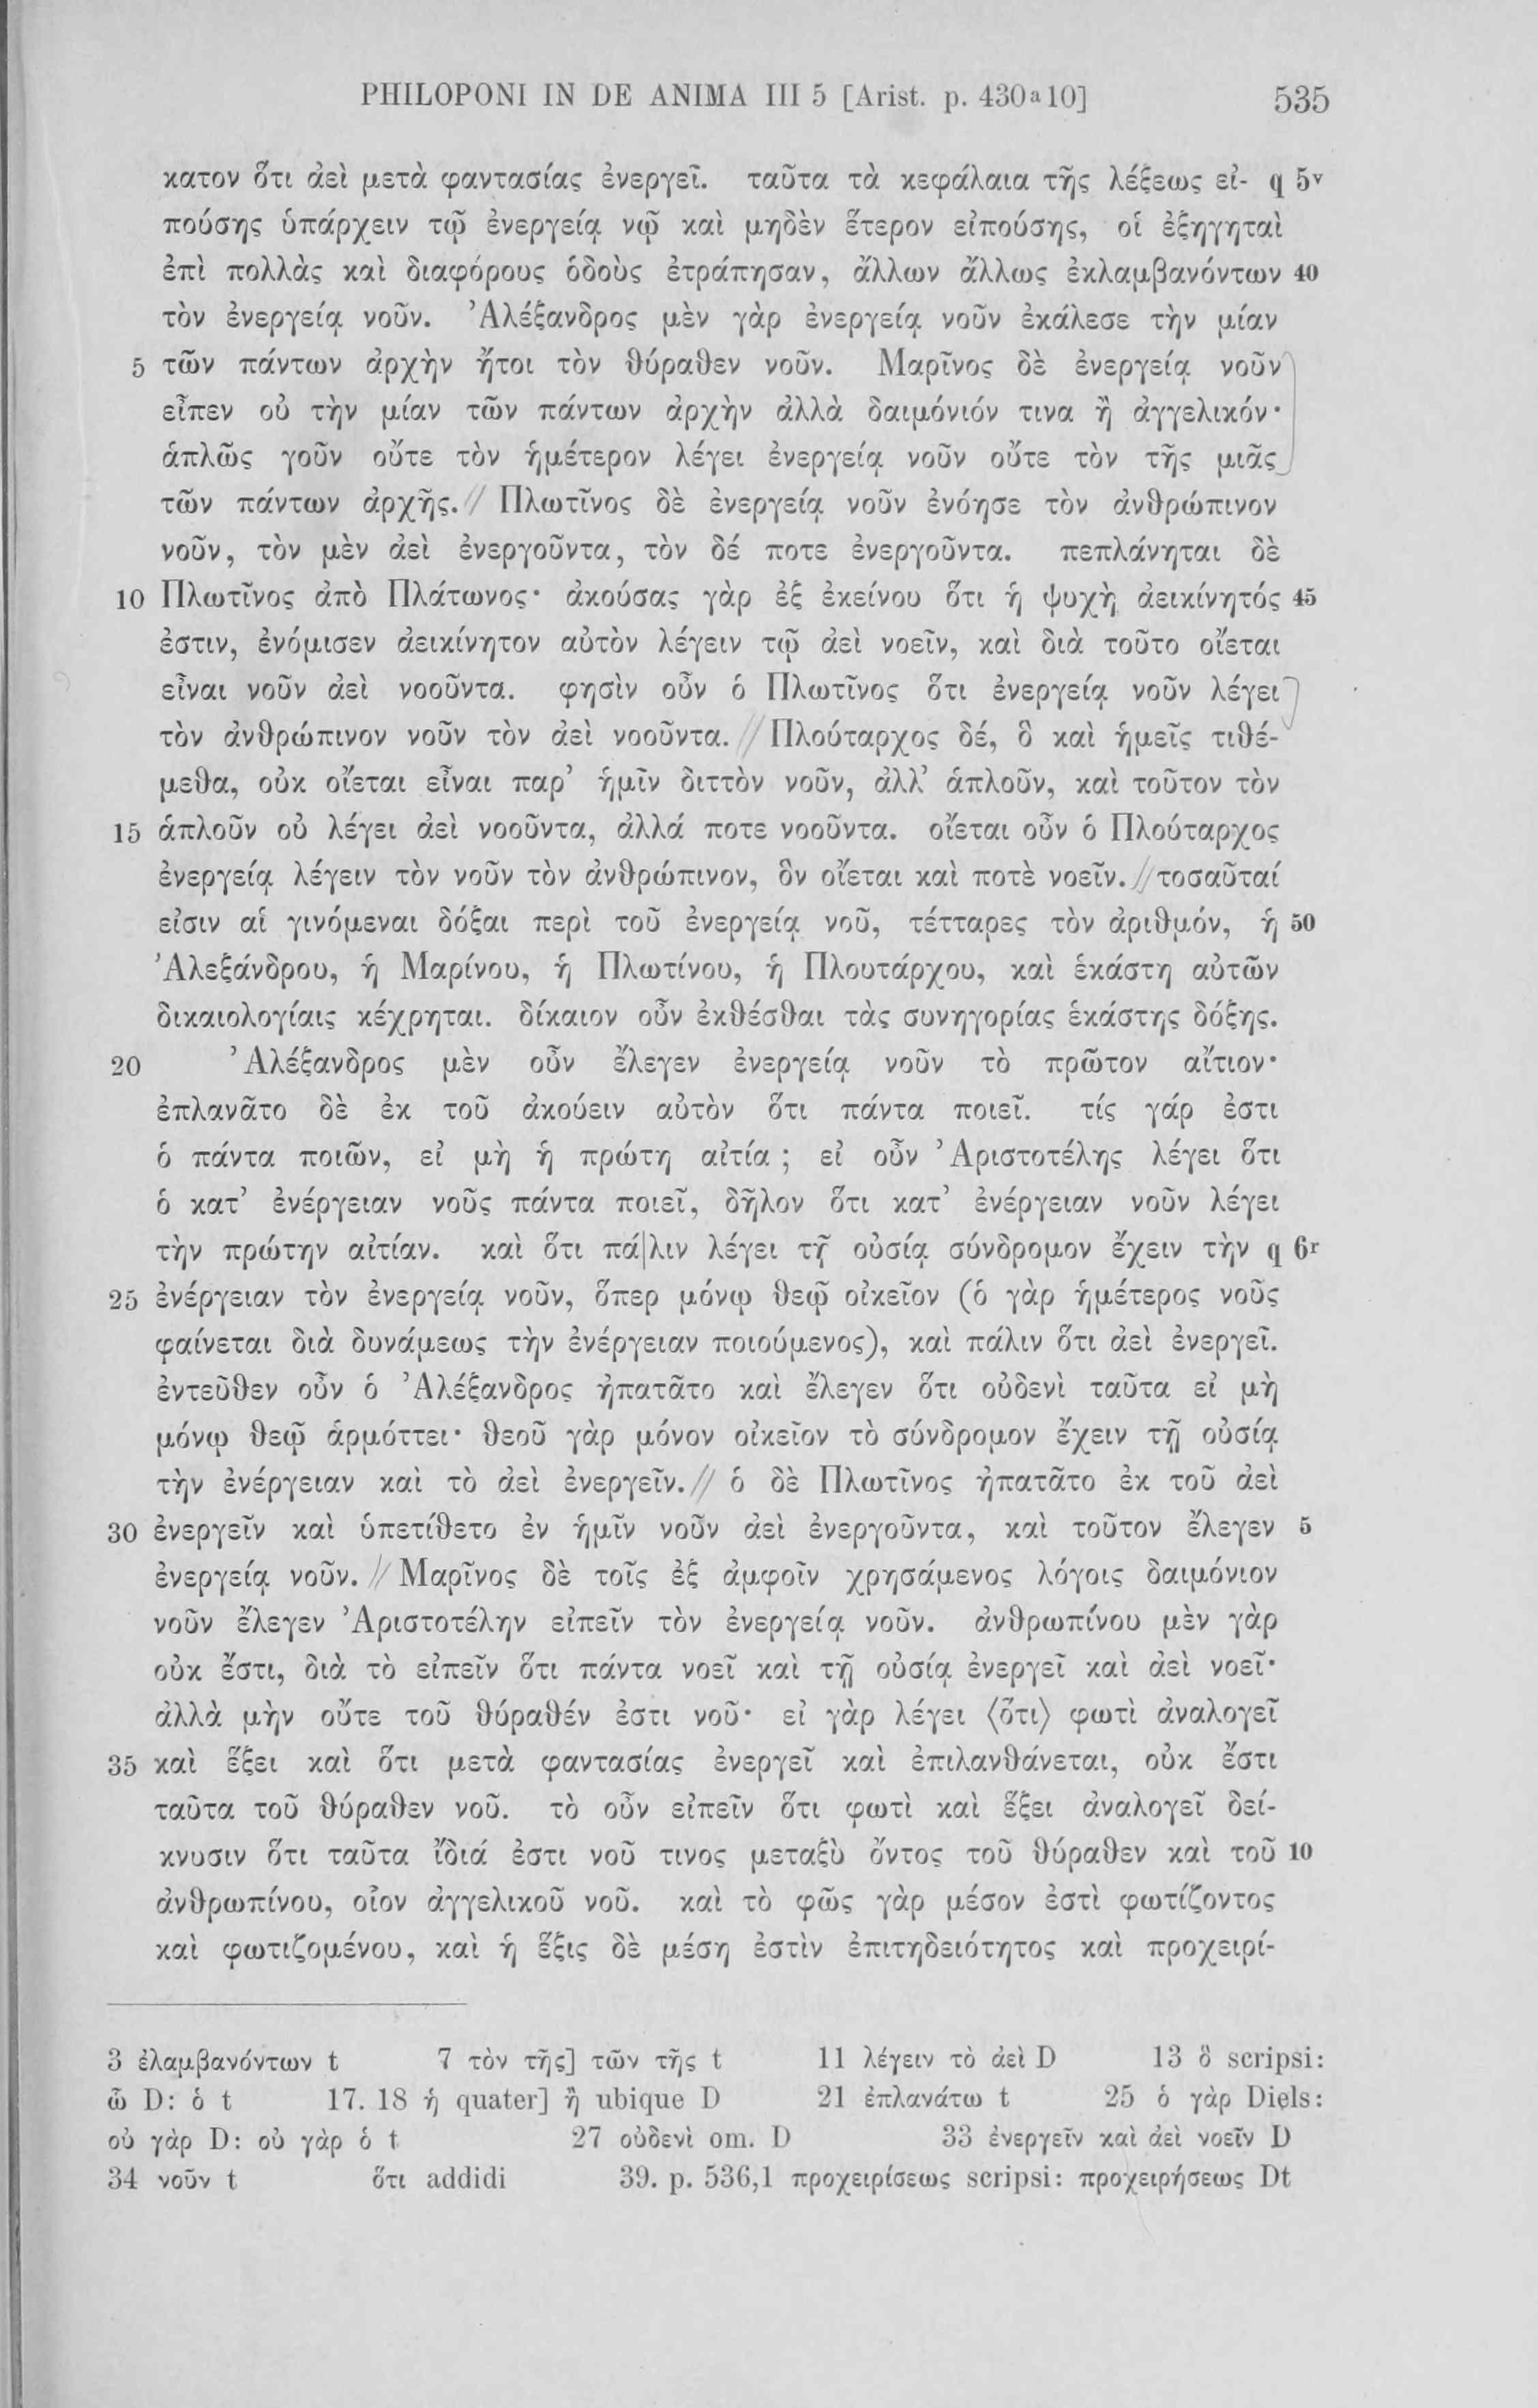 PHILOPONI IN DE ANIMA III 5 [Arist. p. 430a10] 535
κατον ὅτι ἀεὶ μετὰ φαντασίας ἐνεργεῖ. ταῦτα τὰ κεφάλαια τῆς λέξεως εἰ- q 5v
πούσης ὑπάρχειν τῷ ἐνεργείᾳ νῷ καὶ μηδὲν ἕτερον εἰπούσης, οἱ ἐξηγηταὶ
ἐπὶ πολλὰς καὶ διαφόρους ὁδοὺς ἐτράπησαν, ἄλλων ἄλλως ἐκλαμβανόντων 40
τὸν ἐνεργείᾳ νοῦν. Ἀλέξανδρος μὲν γὰρ ἐνεργείᾳ νοῦν ἐκάλεσε τὴν μίαν
5 τῶν πάντων ἀρχὴν ἤτοι τὸν θύραθεν νοῦν. Μαρῖνος δὲ ἐνεργείᾳ νοῦν
εἶπεν οὐ τὴν μίαν τῶν πάντων ἀρχὴν ἀλλὰ δαιμόνιόν τινα ἢ ἀγγελικόν·
ἁπλῶς γοῦν οὔτε τὸν ἡμέτερον λέγει ἐνεργείᾳ νοῦν οὔτε τὸν τῆς μιᾶς
τῶν πάντων ἀρχῆς. // Πλωτῖνος δὲ ἐνεργείᾳ νοῦν ἐνόησε τὸν ἀνθρώπινον
νοῦν, τὸν μὲν ἀεὶ ἐνεργοῦντα, τὸν δέ ποτε ἐνεργοῦντα. πεπλάνηται δὲ
10 Πλωτῖνος ἀπὸ Πλάτωνος· ἀκούσας γὰρ ἐξ ἐκείνου ὅτι ἡ ψυχὴ ἀεικίνητός 45
ἐστιν, ἐνόμισεν ἀεικίνητον αὐτὸν λέγειν τῷ ἀεὶ νοεῖν, καὶ διὰ τοῦτο οἴεται
εἶναι νοῦν ἀεὶ νοοῦντα. φησὶν οὖν ὁ Πλωτῖνος ὅτι ἐνεργείᾳ νοῦν λέγει
τὸν ἀνθρώπινον νοῦν τὸν ἀεὶ νοοῦντα. // Πλούταρχος δέ, ὃ καὶ ἡμεῖς τιθέ-
μεθα, οὐκ οἴεται εἶναι παρ’ ἡμῖν διττὸν νοῦν, ἀλλ’ ἁπλοῦν, καὶ τοῦτον τὸν
15 ἁπλοῦν οὐ λέγει ἀεὶ νοοῦντα, ἀλλά ποτε νοοῦντα. οἴεται οὖν ὁ Πλούταρχος
ἐνεργείᾳ λέγειν τὸν νοῦν τὸν ἀνθρώπινον, ὃν οἴεται καὶ ποτὲ νοεῖν. // τοσαῦταί
εἰσιν αἱ γινόμεναι δόξαι περὶ τοῦ ἐνεργείᾳ νοῦ, τέτταρες τὸν ἀριθμόν, ἡ 50
Ἀλεξάνδρου, ἡ Μαρίνου, ἡ Πλωτίνου, ἡ Πλουτάρχου, καὶ ἑκάστη αὐτῶν
δικαιολογίαις κέχρηται. δίκαιον οὖν ἐκθέσθαι τὰς συνηγορίας ἑκάστης δόξης.
20 Ἀλέξανδρος μὲν οὖν ἔλεγεν ἐνεργείᾳ νοῦν τὸ πρῶτον αἴτιον·
ἐπλανᾶτο δὲ ἐκ τοῦ ἀκούειν αὐτὸν ὅτι πάντα ποιεῖ. τίς γάρ ἐστι
ὁ πάντα ποιῶν, εἰ μὴ ἡ πρώτη αἰτία; εἰ οὖν Ἀριστοτέλης λέγει ὅτι
ὁ κατ’ ἐνέργειαν νοῦς πάντα ποιεῖ, δῆλον ὅτι κατ’ ἐνέργειαν νοῦν λέγει
τὴν πρώτην αἰτίαν. καὶ ὅτι πά|λιν λέγει τῇ οὐσίᾳ σύνδρομον ἔχειν τὴν q 6r
25 ἐνέργειαν τὸν ἐνεργείᾳ νοῦν, ὅπερ μόνῳ θεῷ οἰκεῖον (ὁ γὰρ ἡμέτερος νοῦς
φαίνεται διὰ δυνάμεως τὴν ἐνέργειαν ποιούμενος), καὶ πάλιν ὅτι ἀεὶ ἐνεργεῖ.
ἐντεῦθεν οὖν ὁ Ἀλέξανδρος ἠπατᾶτο καὶ ἔλεγεν ὅτι οὐδενὶ ταῦτα εἰ μὴ
μόνῳ θεῷ ἁρμόττει· θεοῦ γὰρ μόνον οἰκεῖον τὸ σύνδρομον ἔχειν τῇ οὐσίᾳ
τὴν ἐνέργειαν καὶ τὸ ἀεὶ ἐνεργεῖν. // ὁ δὲ Πλωτῖνος ἠπατᾶτο ἐκ τοῦ ἀεὶ
30 ἐνεργεῖν καὶ ὑπετίθετο ἐν ἡμῖν νοῦν ἀεὶ ἐνεργοῦντα, καὶ τοῦτον ἔλεγεν 5
ἐνεργείᾳ νοῦν. // Μαρῖνος δὲ τοῖς ἐξ ἀμφοῖν χρησάμενος λόγοις δαιμόνιον
νοῦν ἔλεγεν Ἀριστοτέλην εἰπεῖν τὸν ἐνεργείᾳ νοῦν. ἀνθρωπίνου μὲν γὰρ
οὐκ ἔστι, διὰ τὸ εἰπεῖν ὅτι πάντα νοεῖ καὶ τῇ οὐσίᾳ ἐνεργεῖ καὶ ἀεὶ νοεῖ·
ἀλλὰ μὴν οὔτε τοῦ θύραθέν ἐστι νοῦ· εἰ γὰρ λέγει ⟨ὅτι⟩ φωτὶ ἀναλογεῖ
35 καὶ ἕξει καὶ ὅτι μετὰ φαντασίας ἐνεργεῖ καὶ ἐπιλανθάνεται, οὐκ ἔστι
ταῦτα τοῦ θύραθεν νοῦ. τὸ οὖν εἰπεῖν ὅτι φωτὶ καὶ ἕξει ἀναλογεῖ δεί-
κνυσιν ὅτι ταῦτα ἴδιά ἐστι νοῦ τινος μεταξὺ ὄντος τοῦ θύραθεν καὶ τοῦ 10
ἀνθρωπίνου, οἷον ἀγγελικοῦ νοῦ. καὶ τὸ φῶς γὰρ μέσον ἐστὶ φωτίζοντος
καὶ φωτιζομένου, καὶ ἡ ἕξις δὲ μέση ἐστὶν ἐπιτηδειότητος καὶ προχειρί-
3 ἐλαμβανόντων t 7 τὸν τῆς] τῶν τῆς t 11 λέγειν τὸ ἀεὶ D 13 ὃ scripsi:
ὦ D: ὁ t 17. 18 ἡ quater] ἢ ubique D 21 ἐπλανάτω t 25 ὁ γὰρ Diels:
οὐ γὰρ D: οὐ γὰρ ὁ t 27 οὐδενὶ om. D 33 ἐνεργεῖν καὶ ἀεὶ νοεῖν D
34 νοῦν t ὅτι addidi 39. p. 536,1 προχειρίσεως scripsi: προχειρήσεως Dt